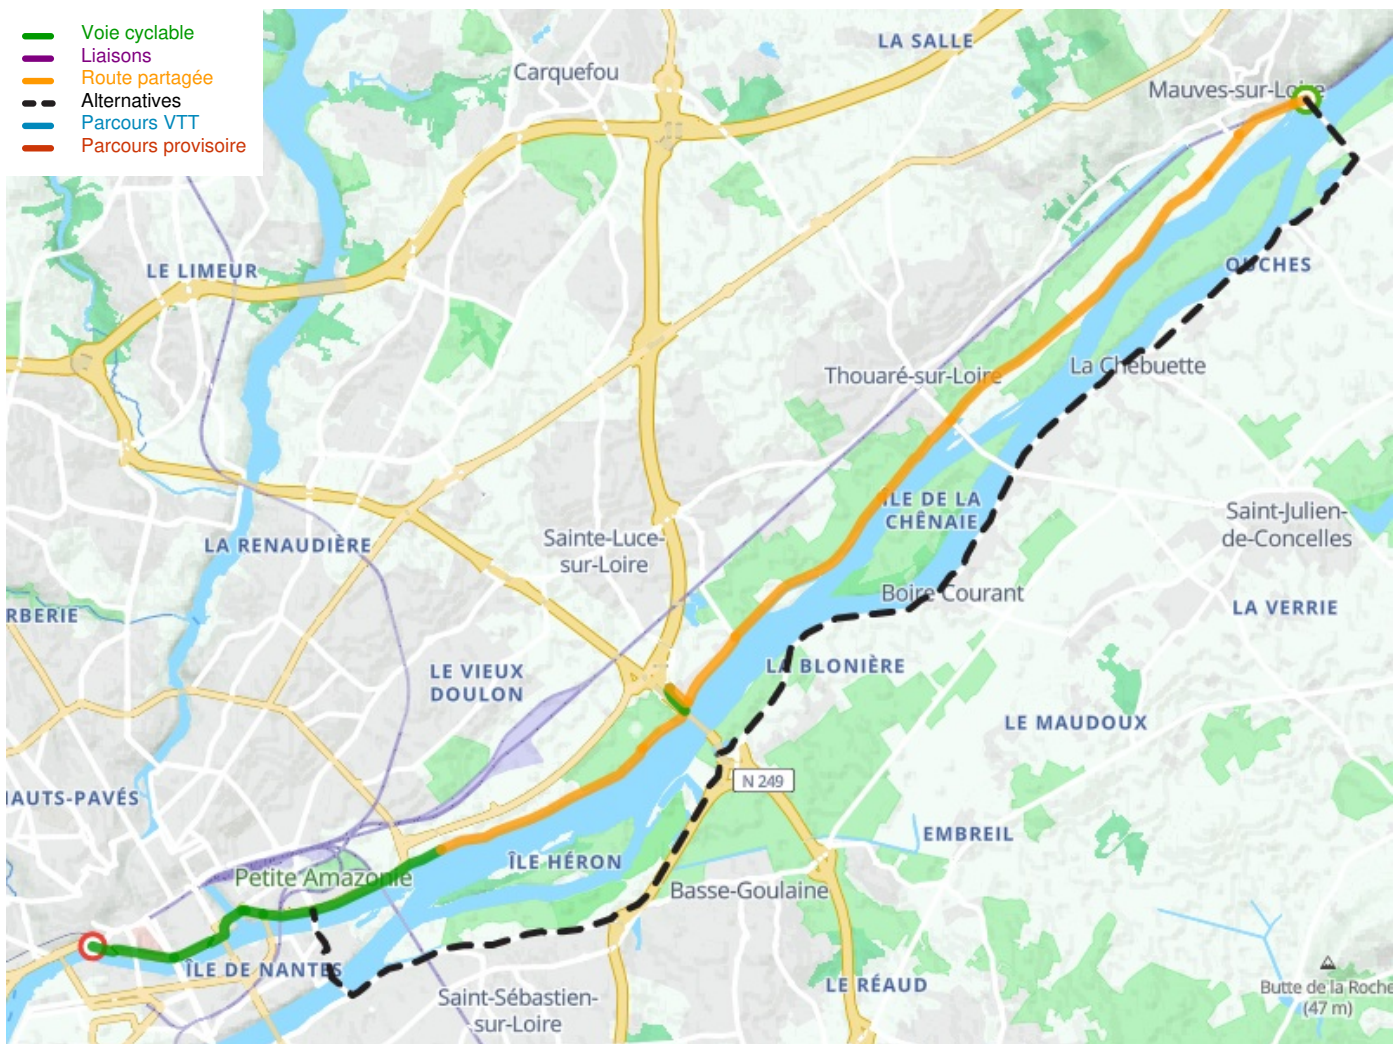 Voie cyclable
Liaisons
Route partagée
Alternatives
Parcours VTT
Parcours provisoire
LA SALLE
Carquefou
Mauves-sur-Loire
LE LIMEUR
OUCHES
La Chebuette
Thouaré-sur-Loire
ÎLE DE LA
CHÊNAIE
Saint-Julien-
de-Concelles
LA RENAUDIÈRE
Sainte-Luce-
sur-Loire
Boire Courant
LA VERRIE
RBERIE
LE VIEUX
DOULON
LA BLONIÈRE
LE MAUDOUX
N 249
HAUTS-PAVÉS
EMBREIL
ÎLE HÉRON
Petite Amazonie
Basse-Goulaine
ÎLE DE NANTES
LE RÉAUD
Saint-Sébastien-
sur-Loire
Butte de la Roche
(47 m)